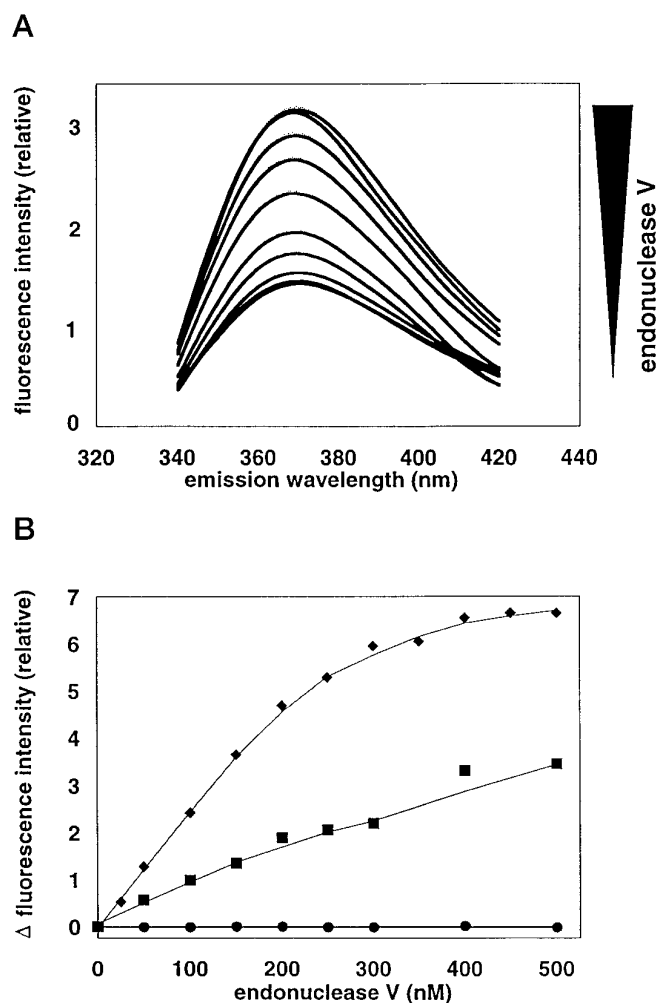 A
fluorescence intensity (relative)
3
2
1
0
320 340 360 380 400 420 440
emission wavelength (nm)
endonuclease V
B
Δ fluorescence intensity (relative)
7
6
5
4
3
2
1
0
0 100 200 300 400 500
endonuclease V (nM)